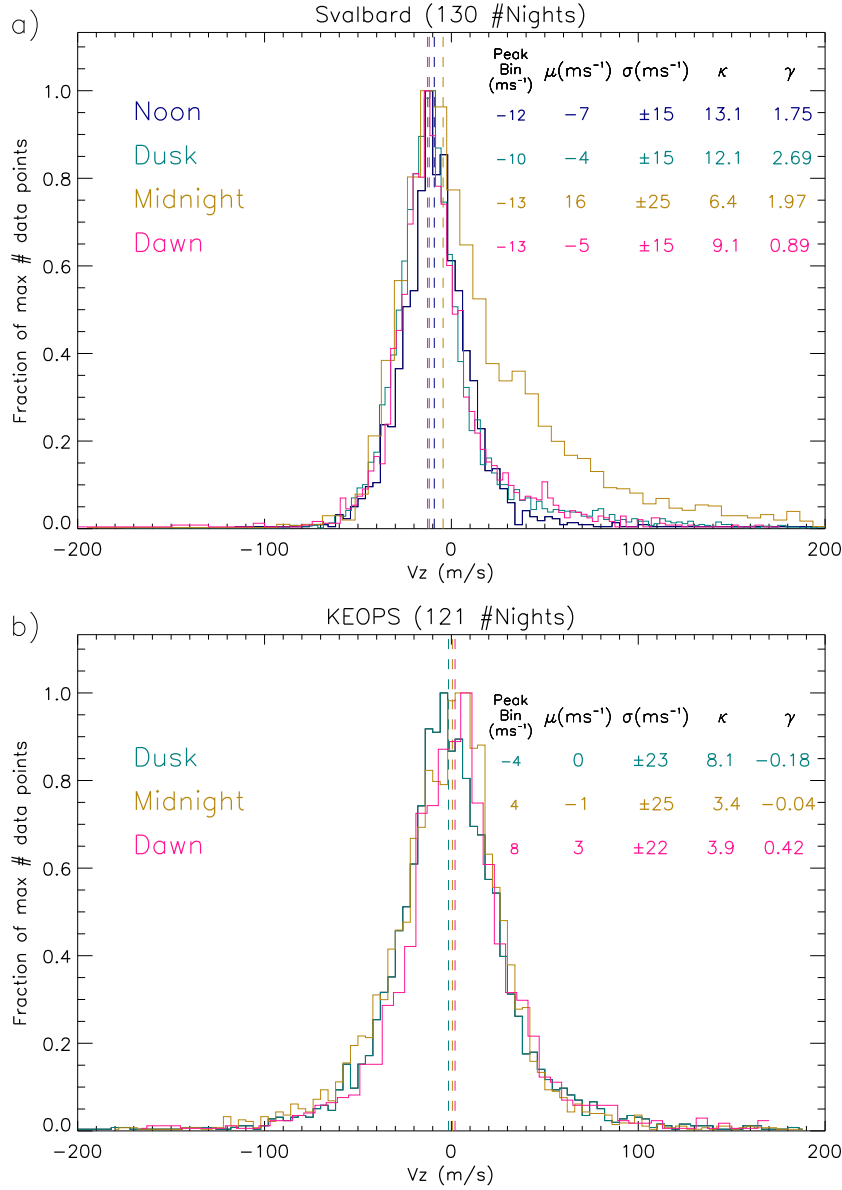 a)
Svalbard (130 #Nights)
Peak
Bin μ(ms⁻¹) σ(ms⁻¹) κ γ
(ms⁻¹)
Noon −12 −7 ±15 13.1 1.75
Dusk −10 −4 ±15 12.1 2.69
Midnight −13 16 ±25 6.4 1.97
Dawn −13 −5 ±15 9.1 0.89
Fraction of max # data points
1.0
0.8
0.6
0.4
0.2
0.0
−200 −100 0 100 200
Vz (m/s)
b)
KEOPS (121 #Nights)
Peak
Bin μ(ms⁻¹) σ(ms⁻¹) κ γ
(ms⁻¹)
Dusk −4 0 ±23 8.1 −0.18
Midnight 4 −1 ±25 3.4 −0.04
Dawn 8 3 ±22 3.9 0.42
Fraction of max # data points
1.0
0.8
0.6
0.4
0.2
0.0
−200 −100 0 100 200
Vz (m/s)